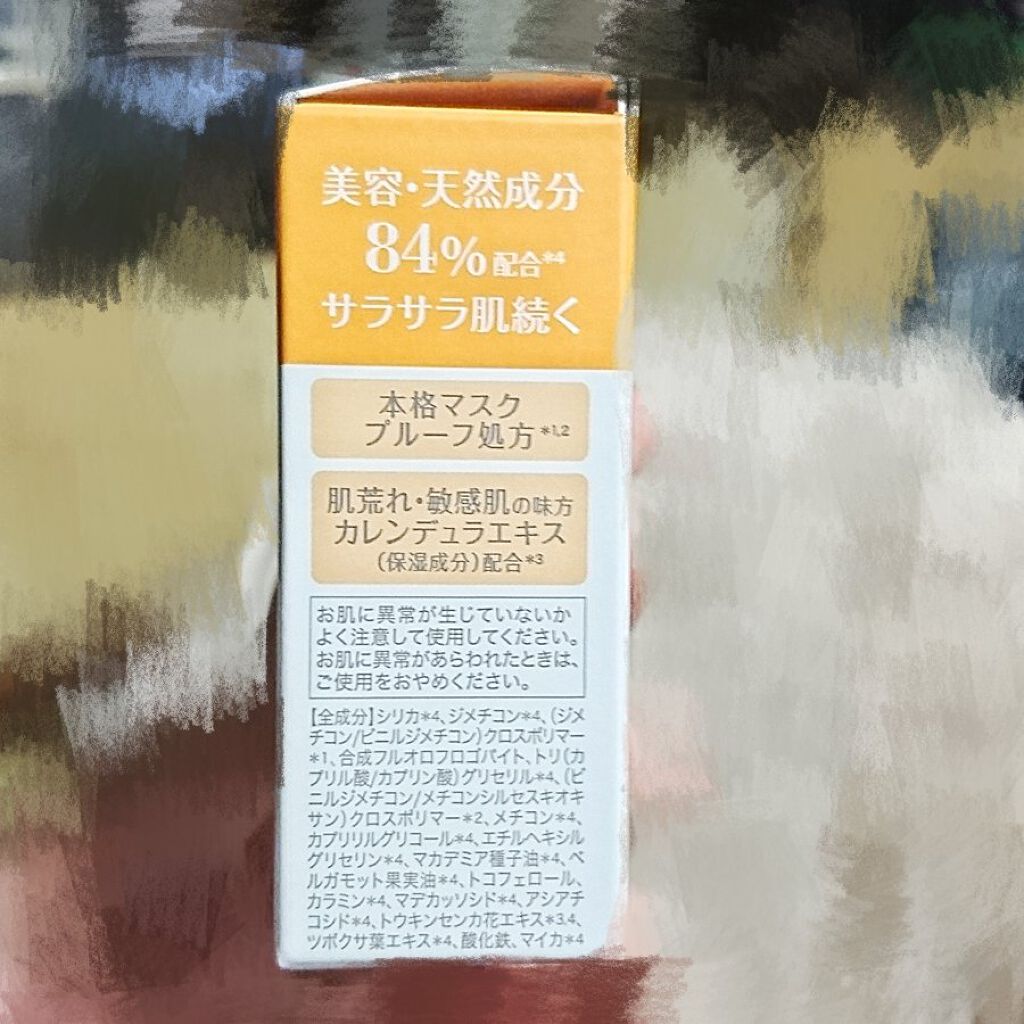 美容・天然成分
84%配合*4
サラサラ肌続く
本格マスク
プルーフ処方*1,2
肌荒れ・敏感肌の味方
カレンデュラエキス
(保湿成分)配合*3
お肌に異常が生じていないか
よく注意して使用してください。
お肌に異常があらわれたときは、
ご使用をおやめください。
【全成分】シリカ*4、ジメチコン*4、(ジメ
チコン/ビニルジメチコン)クロスポリマー
*1、合成フルオロフロゴパイト、トリ(カ
プリル酸/カプリン酸)グリセリル*4、(ビ
ニルジメチコン/メチコンシルセスキオキ
サン)クロスポリマー*2、メチコン*4、
カプリリルグリコール*4、エチルヘキシル
グリセリン*4、マカデミア種子油*4、ベ
ルガモット果実油*4、トコフェロール、
カラミン*4、マデカッソシド*4、アシアチ
コシド*4、トウキンセンカ花エキス*3,4、
ツボクサ葉エキス*4、酸化鉄、マイカ*4